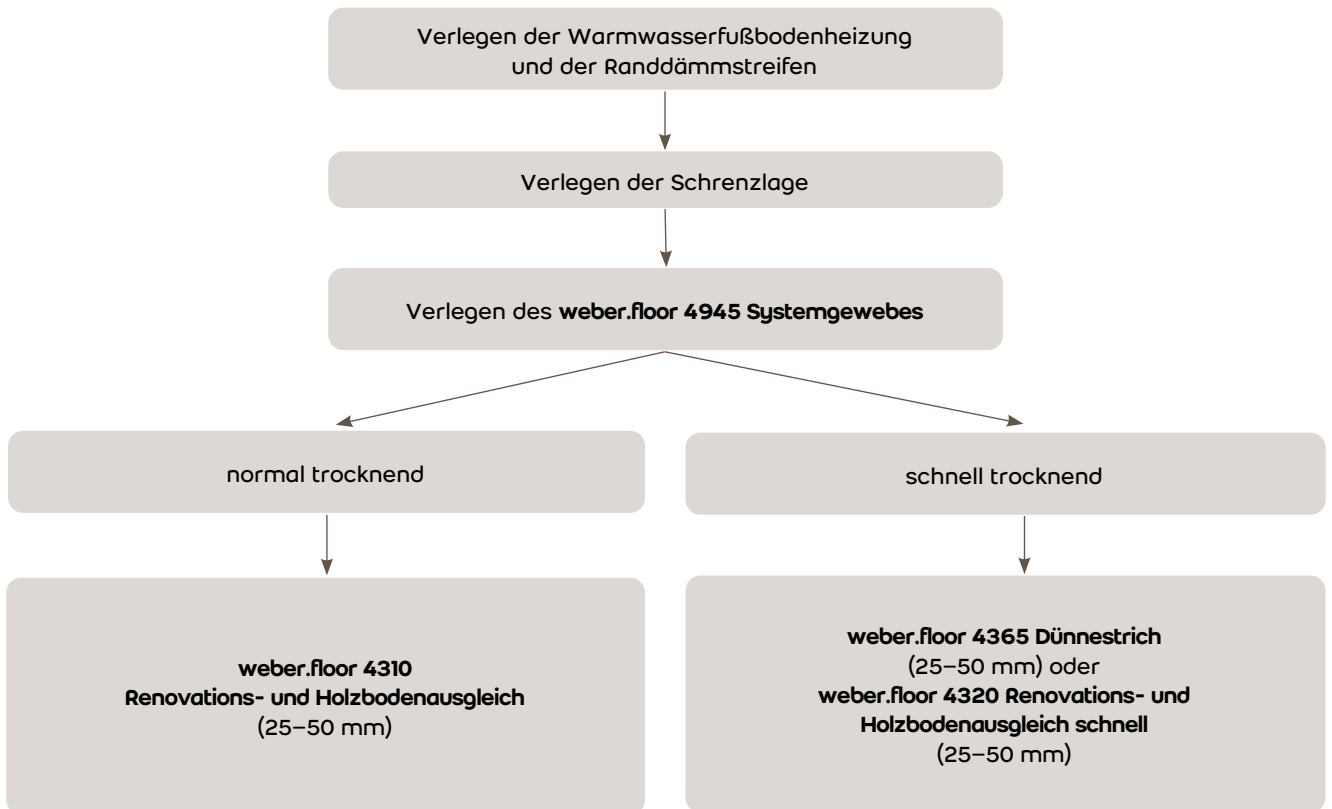 Verlegen der Warmwasserfußbodenheizung
und der Randdämmstreifen
Verlegen der Schrenzlage
Verlegen des weber.floor 4945 Systemgewebes
normal trocknend
schnell trocknend
weber.floor 4310
Renovations- und Holzbodenausgleich
(25–50 mm)
weber.floor 4365 Dünnestrich
(25–50 mm) oder
weber.floor 4320 Renovations- und
Holzbodenausgleich schnell
(25–50 mm)